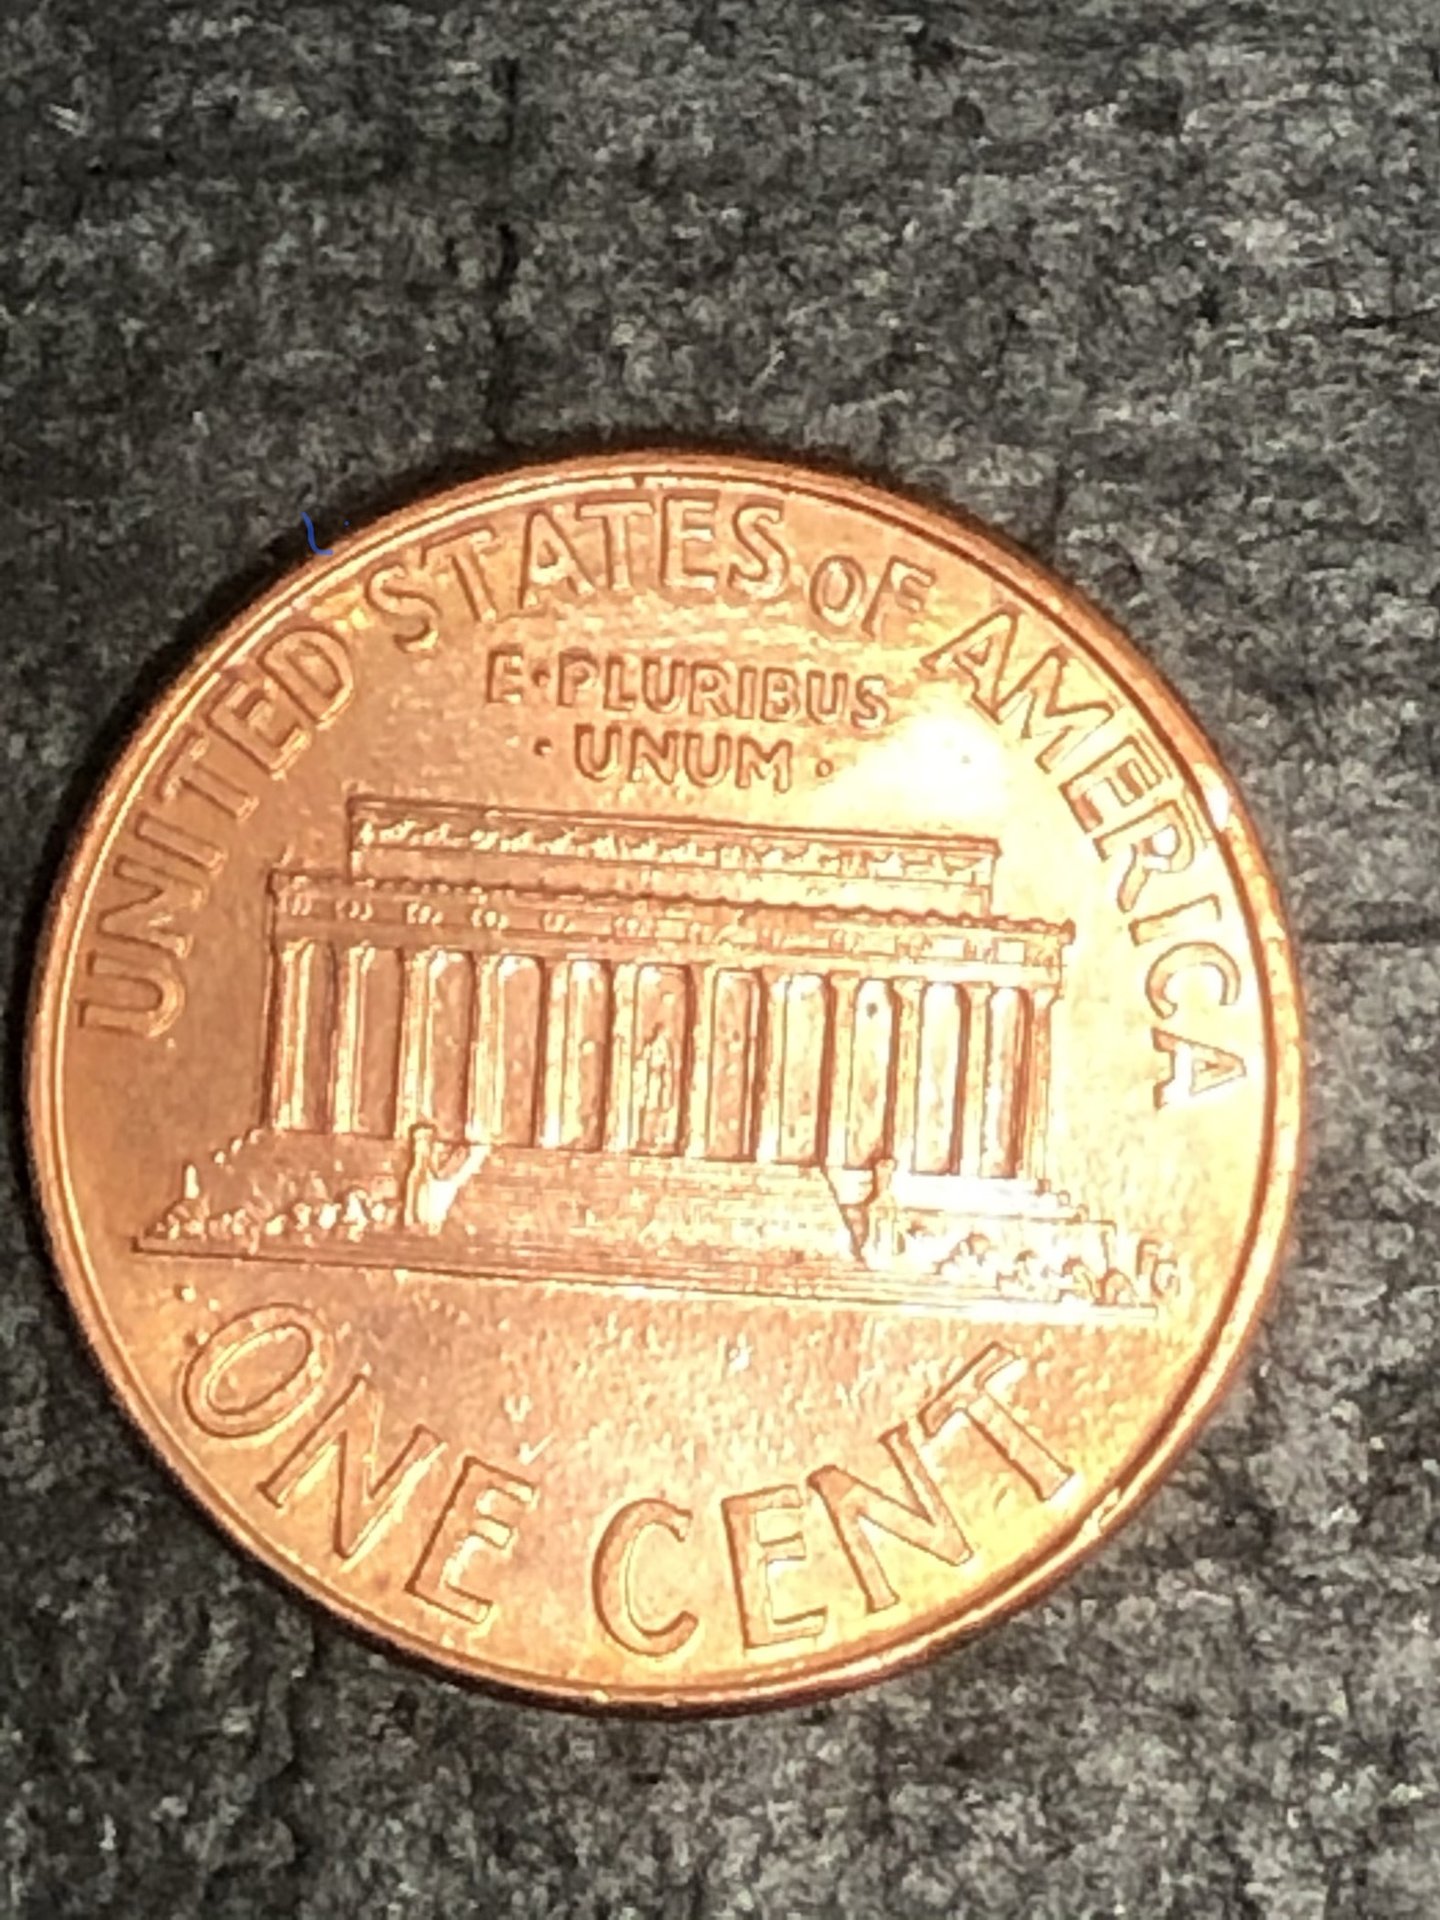 UNITED STATES OF AMERICA
E·PLURIBUS
·UNUM·
ONE CENT